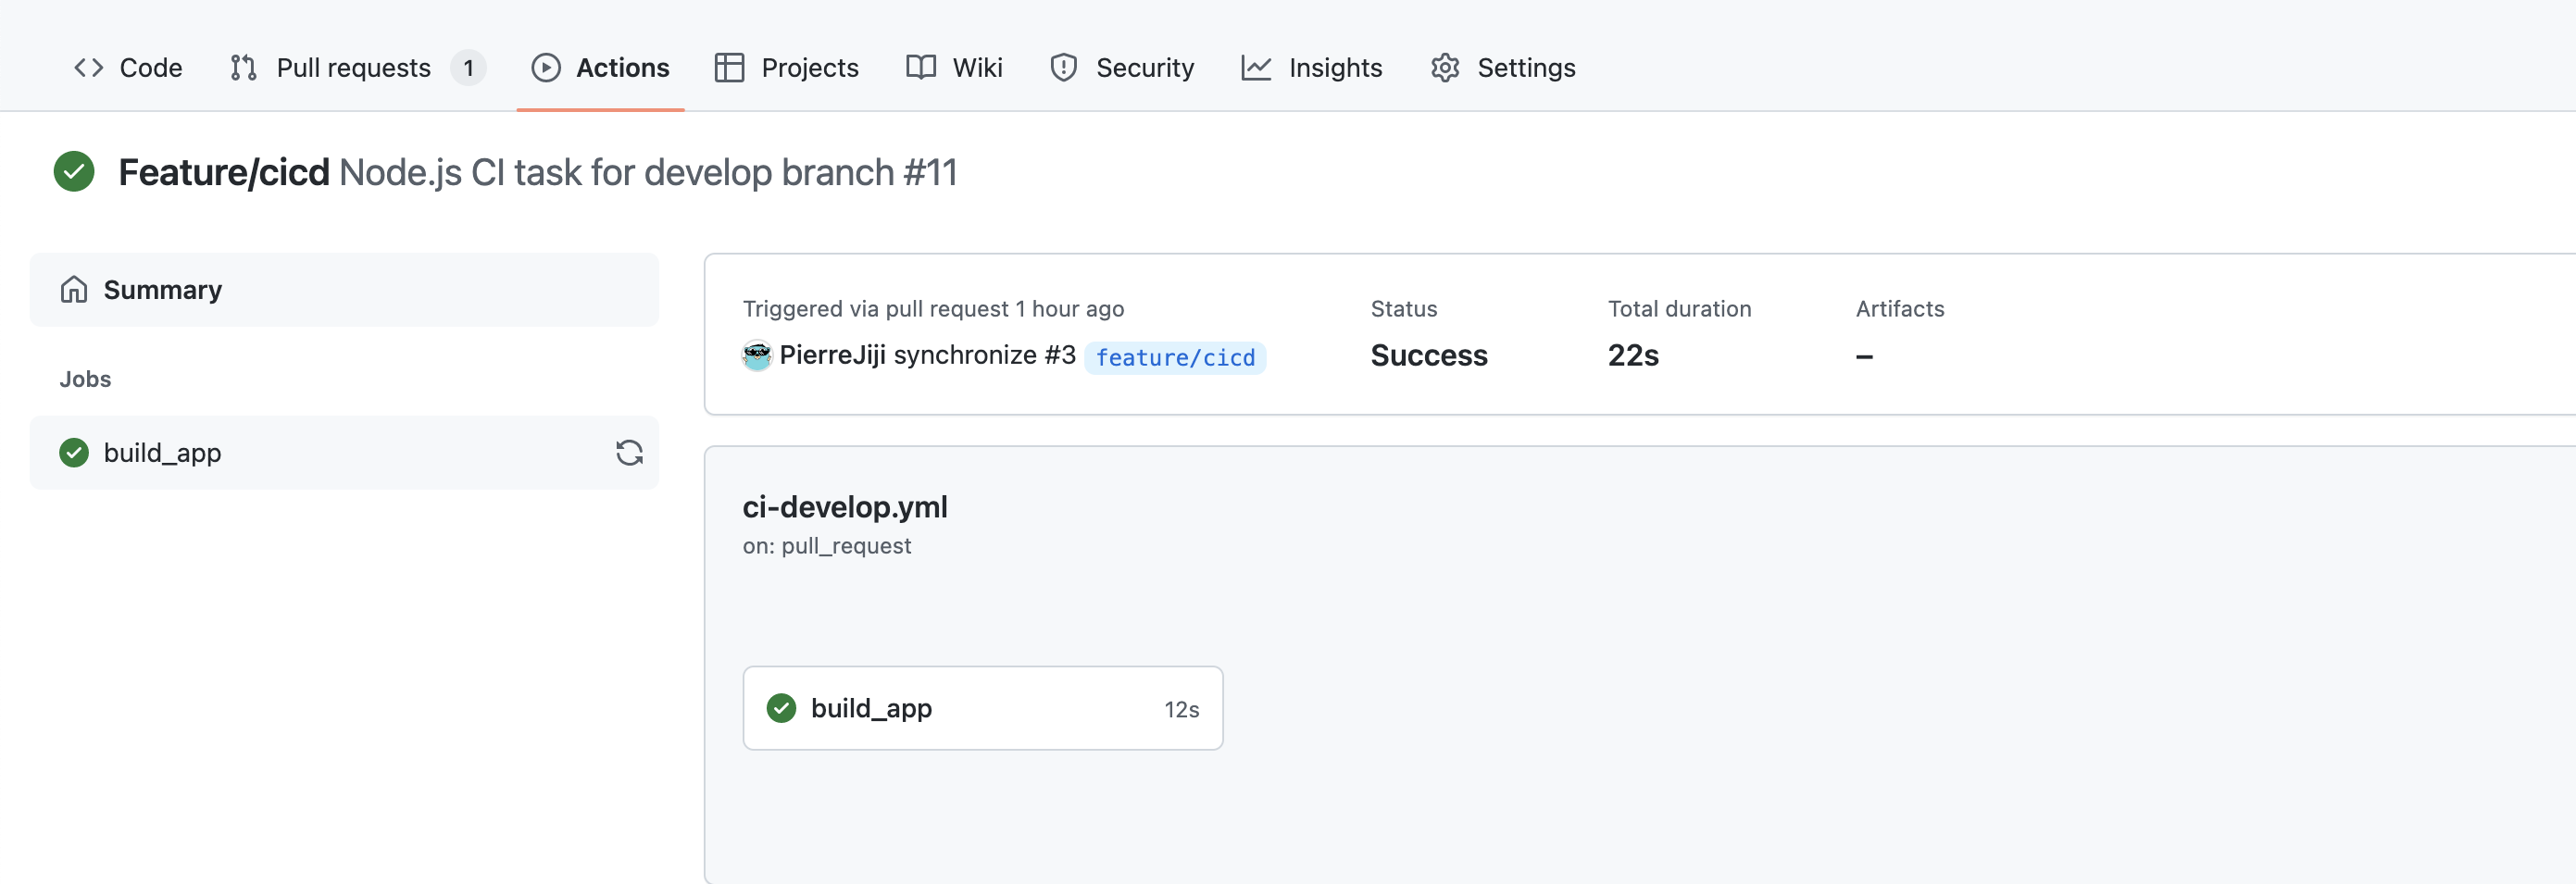 Code Pull requests 1 Actions Projects Wiki Security Insights Settings
Feature/cicd Node.js CI task for develop branch #11
Summary
Jobs
build_app
Triggered via pull request 1 hour ago
PierreJiji synchronize #3 feature/cicd
Status
Success
Total duration
22s
Artifacts
–
ci-develop.yml
on: pull_request
build_app 12s